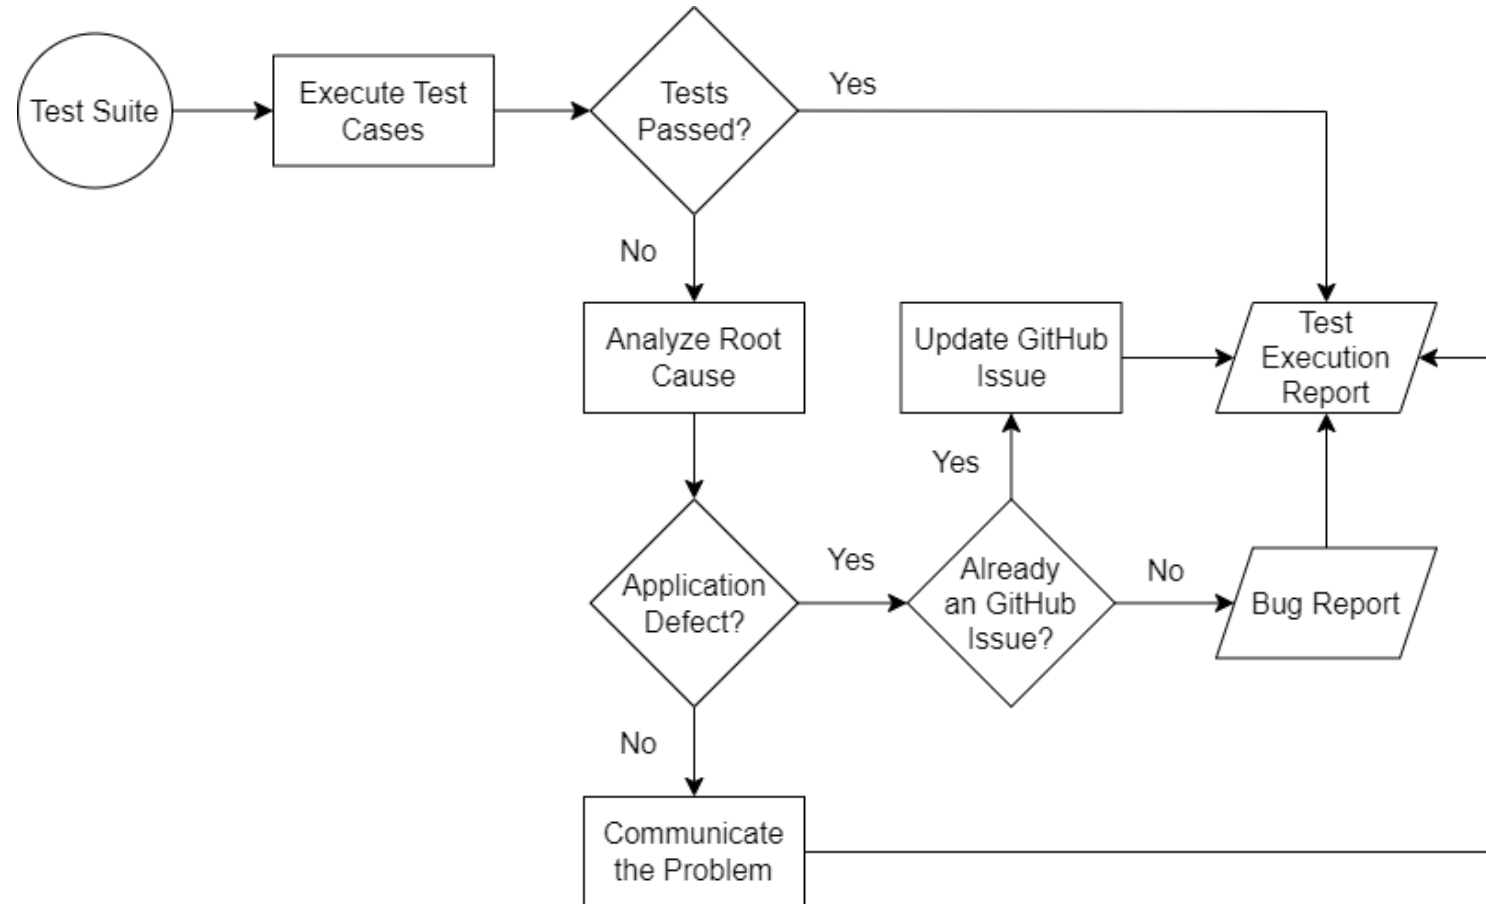 Test Suite
Execute Test
Cases
Tests
Passed?
Yes
No
Analyze Root
Cause
Update GitHub
Issue
Test
Execution
Report
Yes
Application
Defect?
Yes
Already
an GitHub
Issue?
No
Bug Report
No
Communicate
the Problem